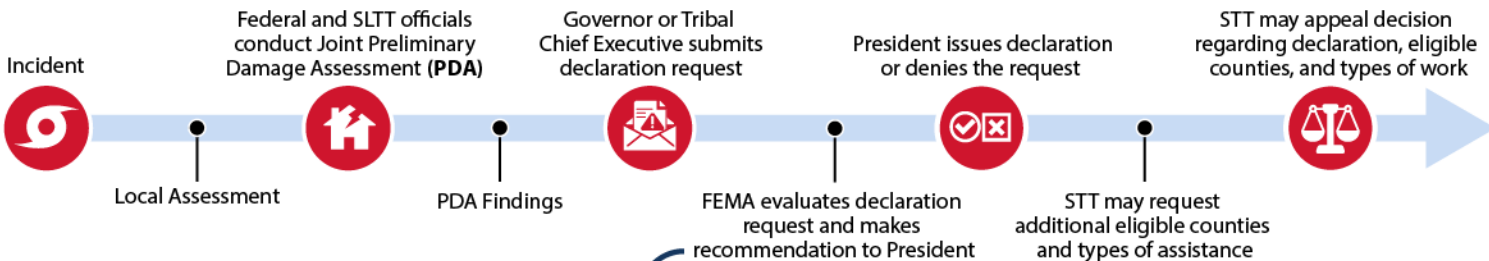 Incident
Local Assessment
Federal and SLTT officials
conduct Joint Preliminary
Damage Assessment (PDA)
PDA Findings
Governor or Tribal
Chief Executive submits
declaration request
FEMA evaluates declaration
request and makes
recommendation to President
President issues declaration
or denies the request
STT may request
additional eligible counties
and types of assistance
STT may appeal decision
regarding declaration, eligible
counties, and types of work